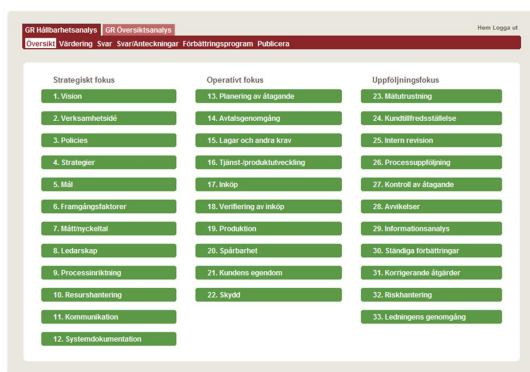 GR Hållbarhetsanalys GR Översiktsanalys Hem Logga ut
Översikt Värdering Svar Svar/Anteckningar Förbättringsprogram Publicera
Strategiskt fokus
1. Vision
2. Verksamhetsidé
3. Policies
4. Strategier
5. Mål
6. Framgångsfaktorer
7. Mått/nyckeltal
8. Ledarskap
9. Processinriktning
10. Resurshantering
11. Kommunikation
12. Systemdokumentation
Operativt fokus
13. Planering av åtagande
14. Avtalsgenomgång
15. Lagar och andra krav
16. Tjänst-produktutveckling
17. Inköp
18. Verifiering av inköp
19. Produktion
20. Spårbarhet
21. Kundens egendom
22. Skydd
Uppföljningsfokus
23. Mätutrustning
24. Kundtillfredsställelse
25. Intern revision
26. Processuppföljning
27. Kontroll av åtagande
28. Avvikelser
29. Informationsanalys
30. Ständiga förbättringar
31. Korrigerande åtgärder
32. Riskhantering
33. Ledningens genomgång